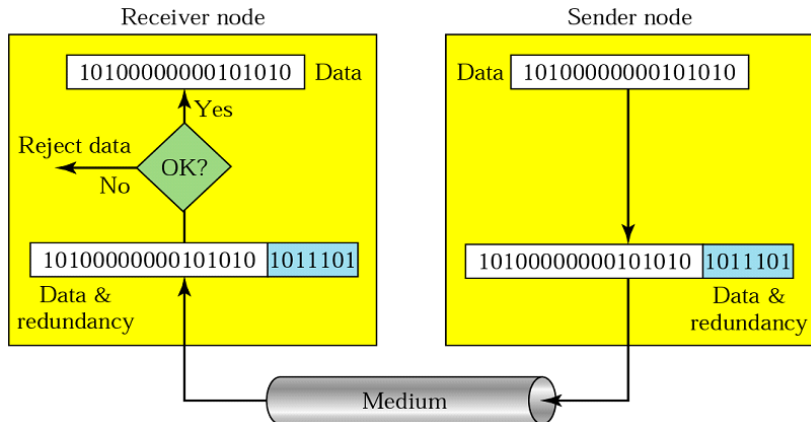 Receiver node
Sender node
10100000000101010 Data
Data 10100000000101010
Yes
Reject data
OK?
No
10100000000101010 1011101
10100000000101010 1011101
Data &
redundancy
Data &
redundancy
Medium